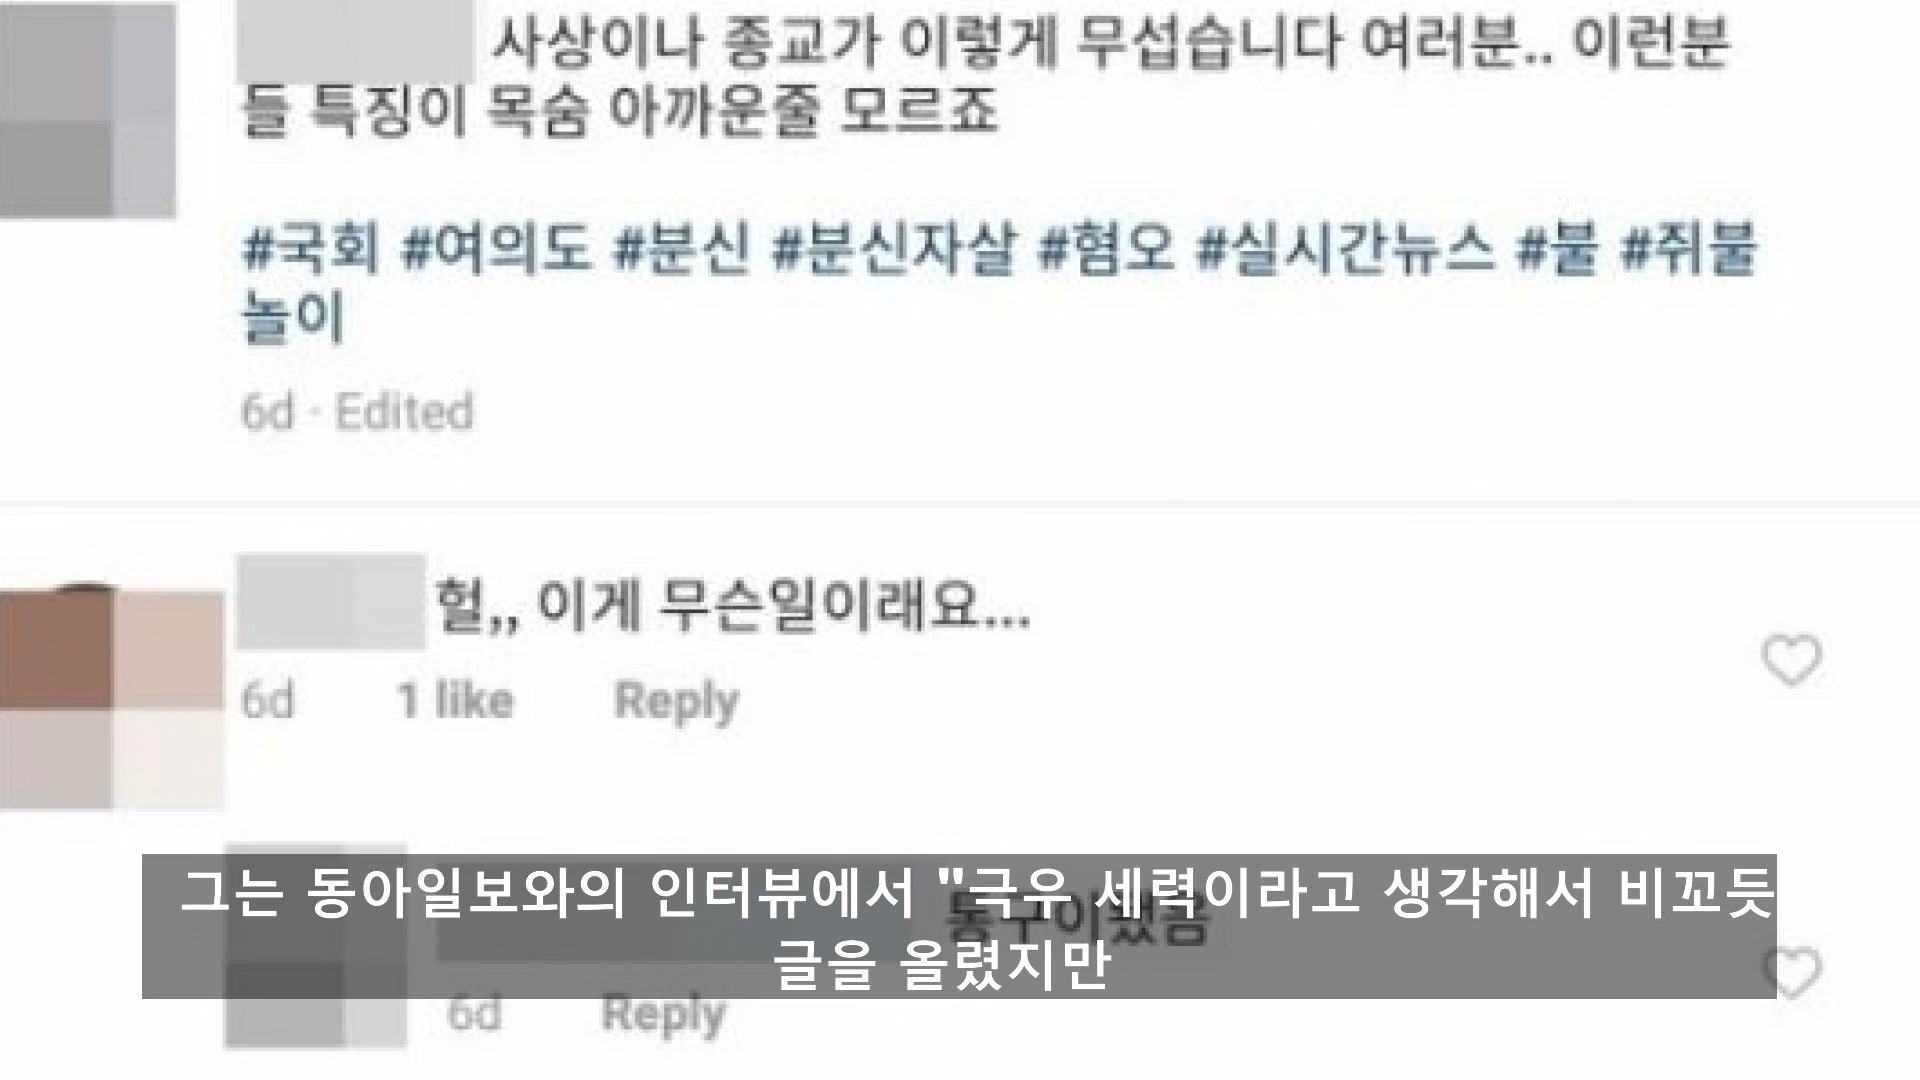 사상이나 종교가 이렇게 무섭습니다 여러분.. 이런분
들 특징이 목숨 아까운줄 모르죠
#국회 #여의도 #분신 #분신자살 #혐오 #실시간뉴스 #불 #쥐불
놀이
6d · Edited
헐,, 이게 무슨일이래요...
6d 1 like Reply
그는 동아일보와의 인터뷰에서 "극우 세력이라고 생각해서 비꼬듯
글을 올렸지만
6d Reply